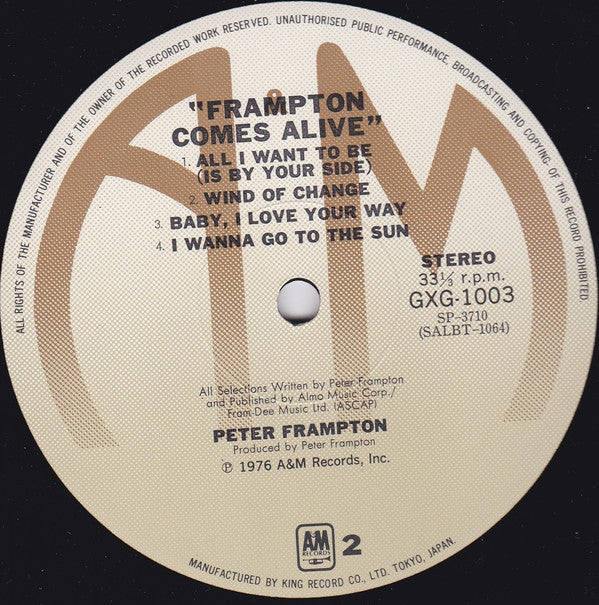 ALL RIGHTS OF THE MANUFACTURER AND OF THE OWNER OF THE RECORDED WORK RESERVED. UNAUTHORISED PUBLIC PERFORMANCE, BROADCASTING AND COPYING OF THIS RECORD PROHIBITED.
"FRAMPTON
COMES ALIVE"
1. ALL I WANT TO BE
(IS BY YOUR SIDE)
2. WIND OF CHANGE
3. BABY, I LOVE YOUR WAY
4. I WANNA GO TO THE SUN
STEREO
33⅓ r.p.m.
GXG-1003
SP-3710
(SALBT-1064)
All Selections Written by Peter Frampton
and Published by Almo Music Corp./
Fram-Dee Music Ltd. (ASCAP)
PETER FRAMPTON
Produced by Peter Frampton
℗ 1976 A&M Records, Inc.
A&M
RECORDS
2
MANUFACTURED BY KING RECORD CO., LTD. TOKYO, JAPAN.